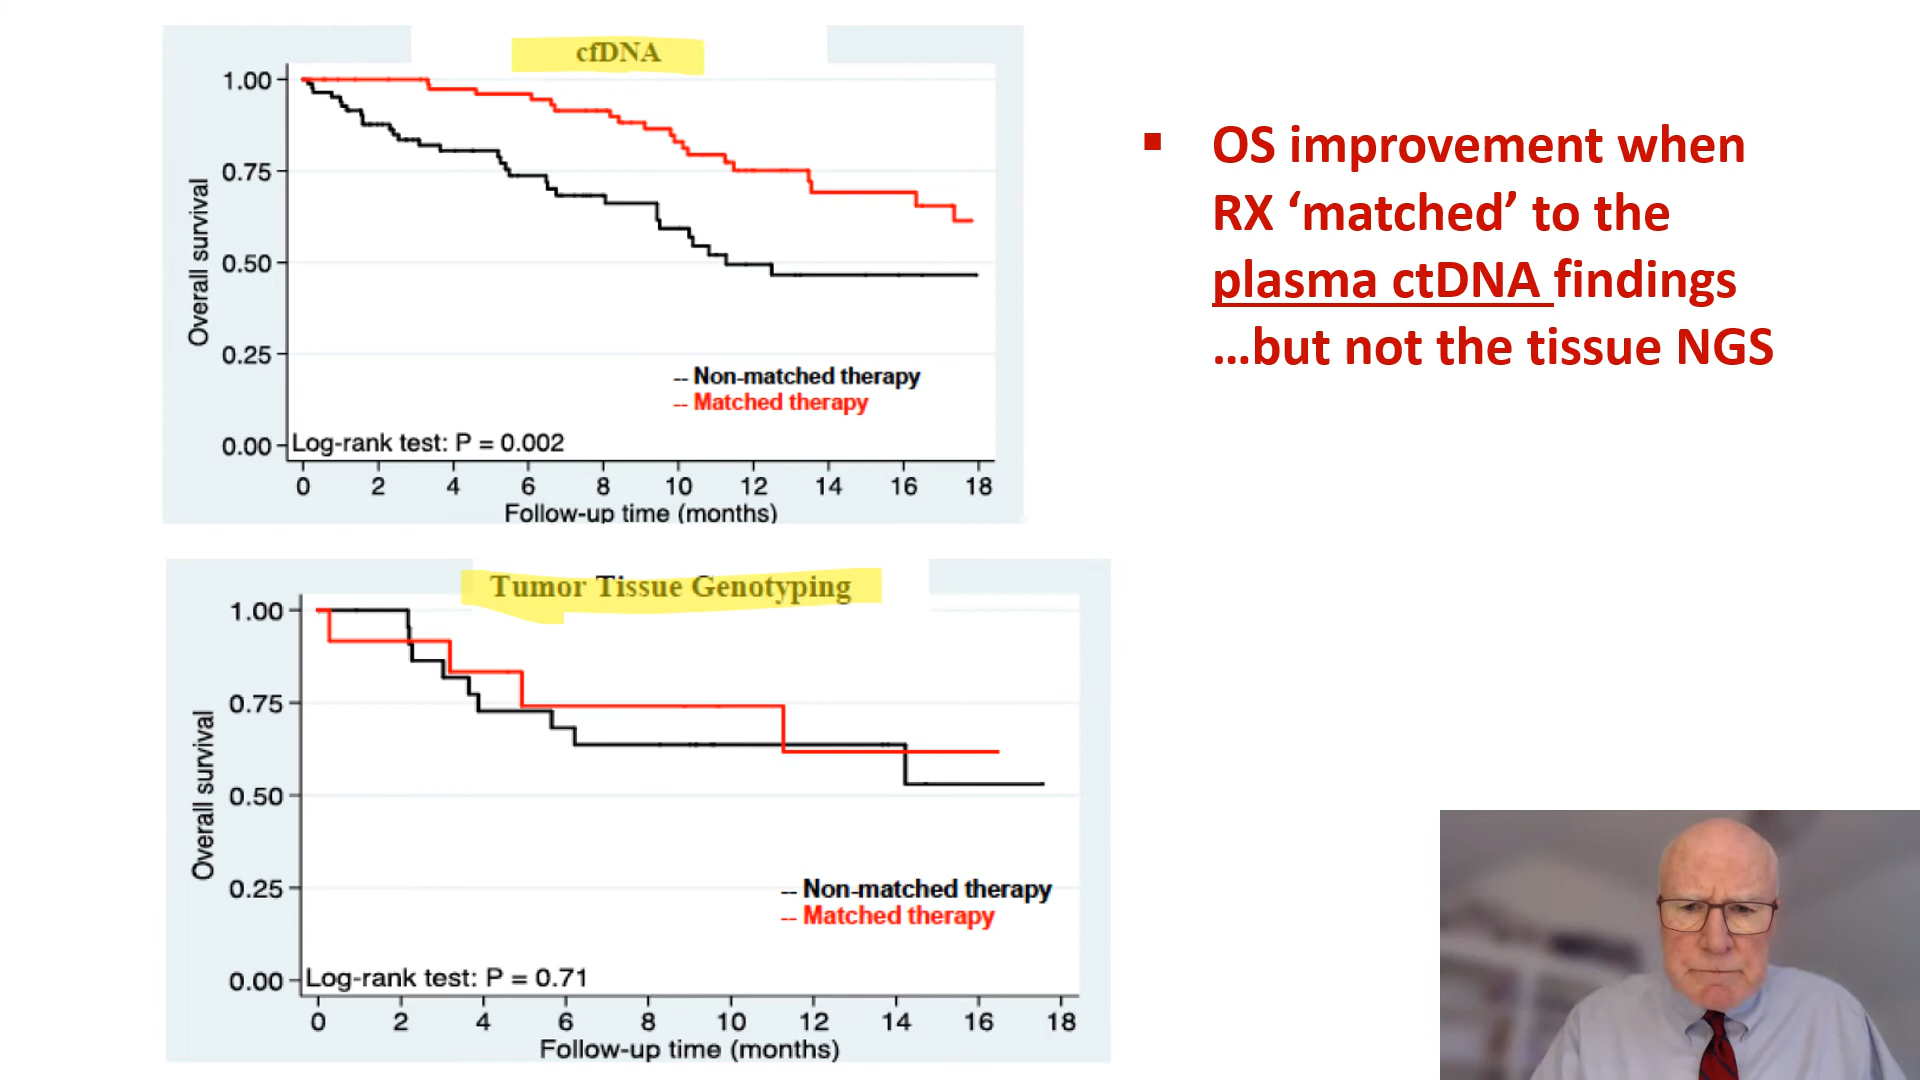 cfDNA
1.00
0.75
0.50
0.25
0.00
Overall survival
-- Non-matched therapy
-- Matched therapy
Log-rank test: P = 0.002
0 2 4 6 8 10 12 14 16 18
Follow-up time (months)
▪ OS improvement when
RX ‘matched’ to the
plasma ctDNA findings
...but not the tissue NGS
Tumor Tissue Genotyping
1.00
0.75
0.50
0.25
0.00
Overall survival
-- Non-matched therapy
-- Matched therapy
Log-rank test: P = 0.71
0 2 4 6 8 10 12 14 16 18
Follow-up time (months)